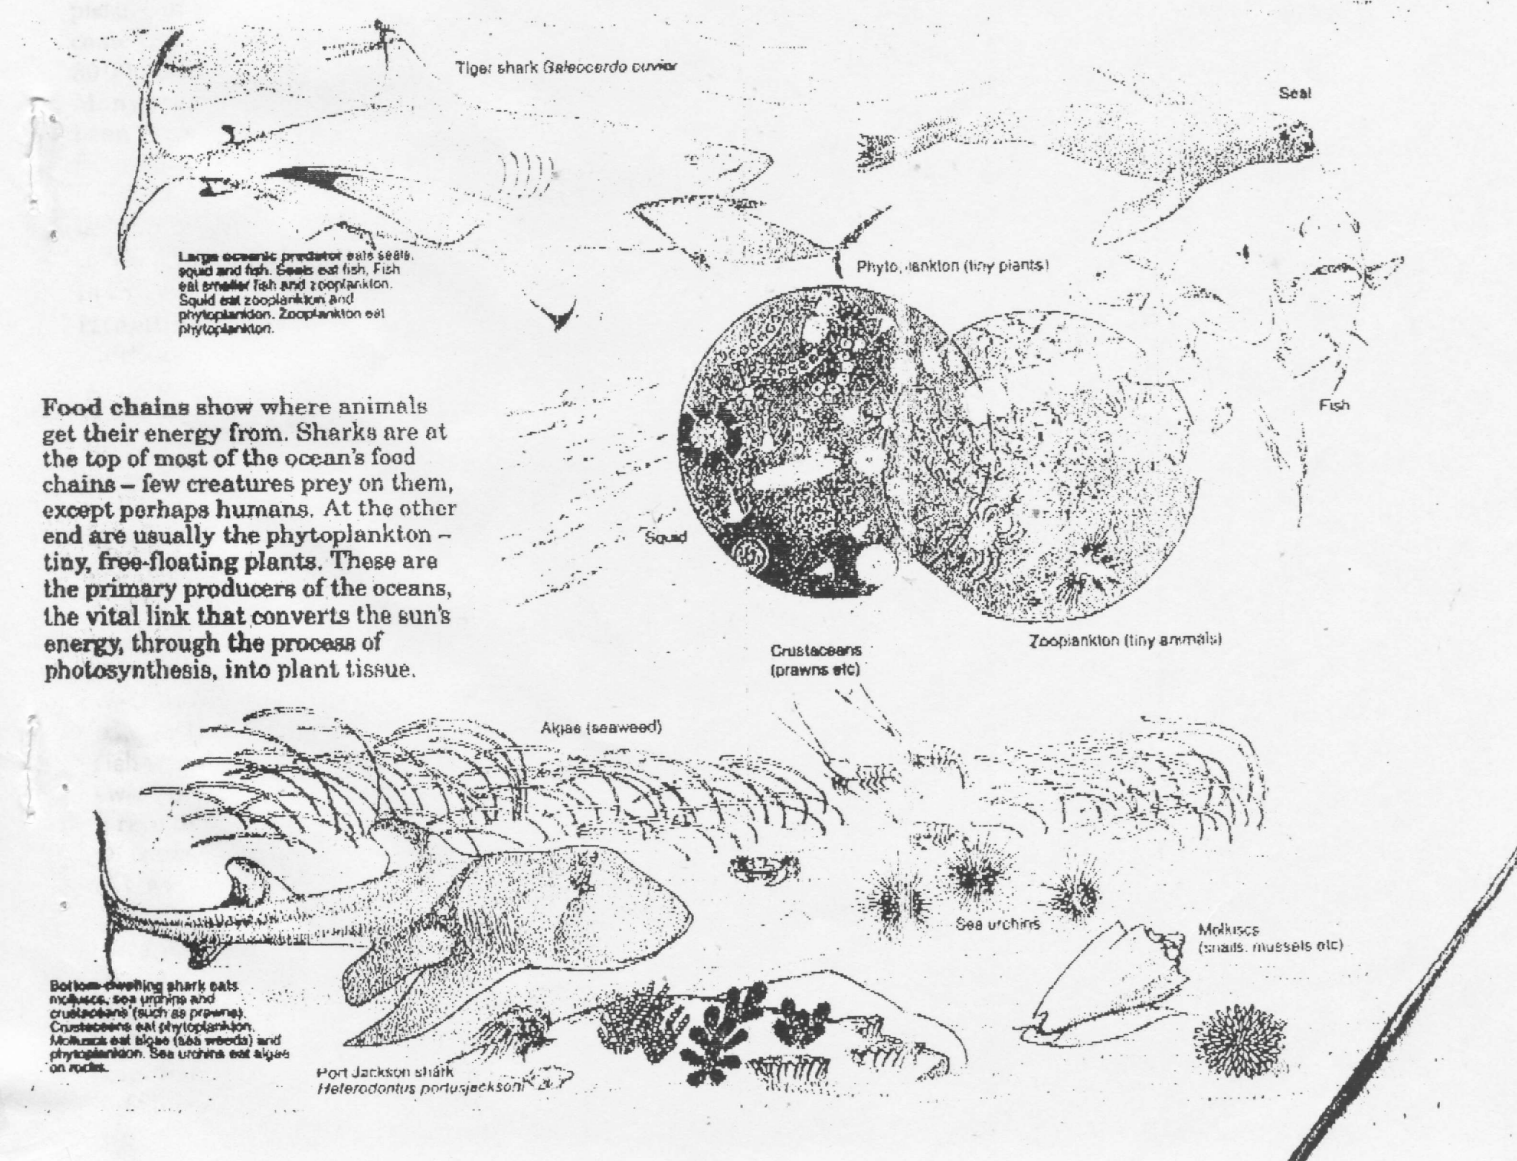 Tiger shark Galeocerdo cuvier
Seal
Large oceanic predator eats seals,
squid and fish. Seals eat fish. Fish
eat smaller fish and zooplankton.
Squid eat zooplankton and
phytoplankton. Zooplankton eat
phytoplankton.
Phytoplankton (tiny plants)
Fish
Food chains show where animals
get their energy from. Sharks are at
the top of most of the ocean's food
chains – few creatures prey on them,
except perhaps humans. At the other
end are usually the phytoplankton –
tiny, free-floating plants. These are
the primary producers of the oceans,
the vital link that converts the sun's
energy, through the process of
photosynthesis, into plant tissue.
Squid
Zooplankton (tiny animals)
Crustaceans
(prawns etc)
Algae (seaweed)
Sea urchins
Molluscs
(snails, mussels etc)
Bottom-dwelling shark eats
molluscs, sea urchins and
crustaceans (such as prawns).
Crustaceans eat phytoplankton.
Molluscs eat algae (sea weeds) and
phytoplankton. Sea urchins eat algae
on rocks.
Port Jackson shark
Heterodontus portusjacksoni